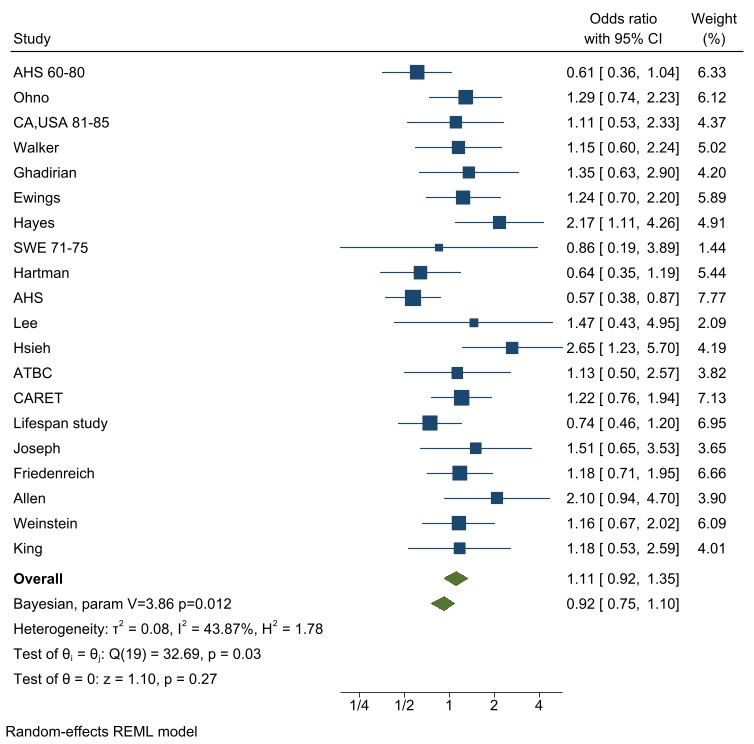 Odds ratio Weight
Study with 95% CI (%)
AHS 60-80 0.61 [ 0.36, 1.04] 6.33
Ohno 1.29 [ 0.74, 2.23] 6.12
CA,USA 81-85 1.11 [ 0.53, 2.33] 4.37
Walker 1.15 [ 0.60, 2.24] 5.02
Ghadirian 1.35 [ 0.63, 2.90] 4.20
Ewings 1.24 [ 0.70, 2.20] 5.89
Hayes 2.17 [ 1.11, 4.26] 4.91
SWE 71-75 0.86 [ 0.19, 3.89] 1.44
Hartman 0.64 [ 0.35, 1.19] 5.44
AHS 0.57 [ 0.38, 0.87] 7.77
Lee 1.47 [ 0.43, 4.95] 2.09
Hsieh 2.65 [ 1.23, 5.70] 4.19
ATBC 1.13 [ 0.50, 2.57] 3.82
CARET 1.22 [ 0.76, 1.94] 7.13
Lifespan study 0.74 [ 0.46, 1.20] 6.95
Joseph 1.51 [ 0.65, 3.53] 3.65
Friedenreich 1.18 [ 0.71, 1.95] 6.66
Allen 2.10 [ 0.94, 4.70] 3.90
Weinstein 1.16 [ 0.67, 2.02] 6.09
King 1.18 [ 0.53, 2.59] 4.01
Overall 1.11 [ 0.92, 1.35]
Bayesian, param V=3.86 p=0.012 0.92 [ 0.75, 1.10]
Heterogeneity: τ² = 0.08, I² = 43.87%, H² = 1.78
Test of θᵢ = θⱼ: Q(19) = 32.69, p = 0.03
Test of θ = 0: z = 1.10, p = 0.27
1/4 1/2 1 2 4
Random-effects REML model